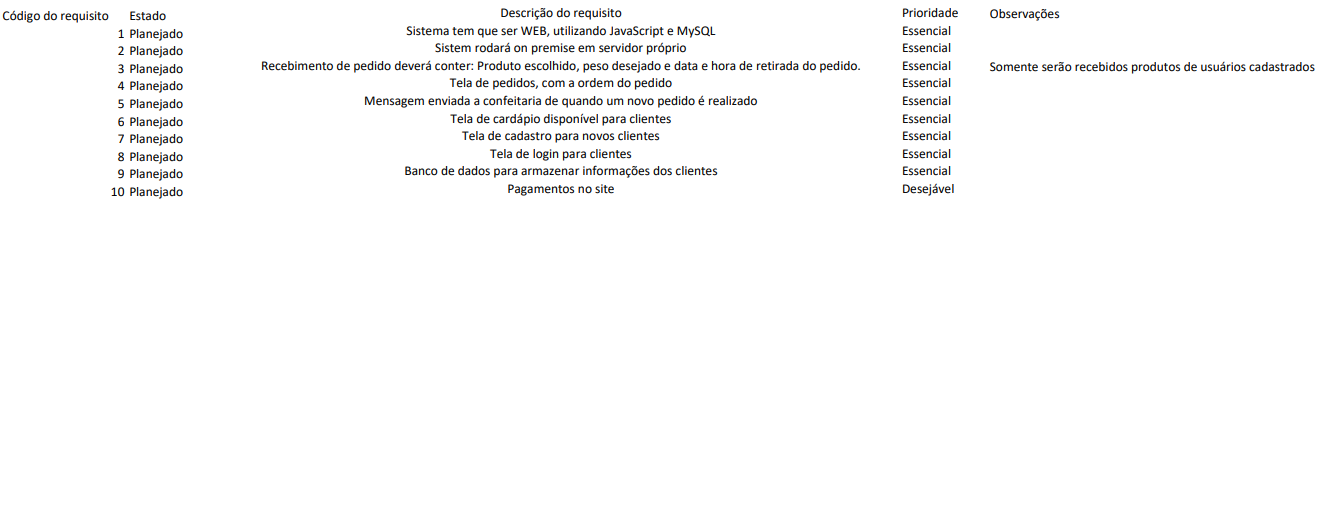 Código do requisito Estado Descrição do requisito Prioridade Observações
1 Planejado Sistema tem que ser WEB, utilizando JavaScript e MySQL Essencial
2 Planejado Sistem rodará on premise em servidor próprio Essencial
3 Planejado Recebimento de pedido deverá conter: Produto escolhido, peso desejado e data e hora de retirada do pedido. Essencial Somente serão recebidos produtos de usuários cadastrados
4 Planejado Tela de pedidos, com a ordem do pedido Essencial
5 Planejado Mensagem enviada a confeitaria de quando um novo pedido é realizado Essencial
6 Planejado Tela de cardápio disponível para clientes Essencial
7 Planejado Tela de cadastro para novos clientes Essencial
8 Planejado Tela de login para clientes Essencial
9 Planejado Banco de dados para armazenar informações dos clientes Essencial
10 Planejado Pagamentos no site Desejável